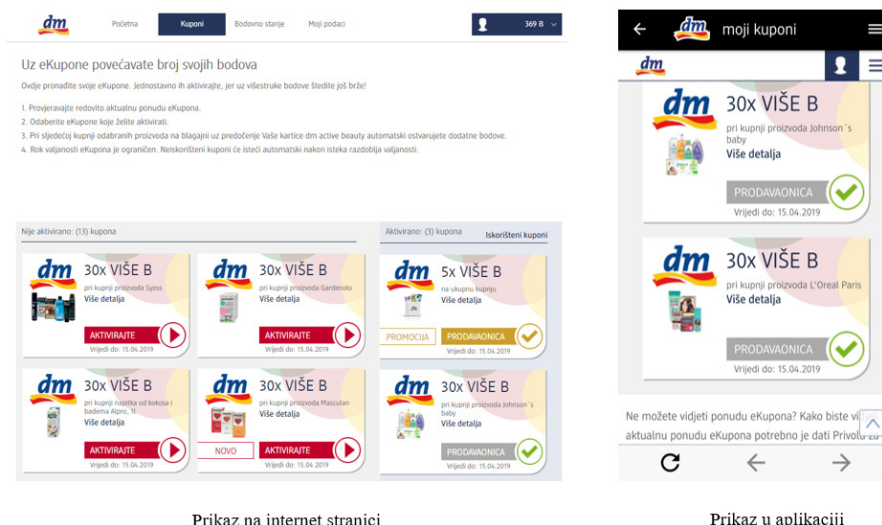 dm
Početna
Kuponi
Bodovno stanje
Moji podaci
369 B
Uz eKupone povećavate broj svojih bodova
Ovdje pronađite svoje eKupone. Jednostavno ih aktivirajte, jer uz višestruke bodove štedite još brže!
1. Provjeravajte redovito aktualnu ponudu eKupona.
2. Odaberite eKupone koje želite aktivirati.
3. Pri sljedećoj kupnji odabranih proizvoda na blagajni uz predočenje Vaše kartice dm active beauty automatski ostvarujete dodatne bodove.
4. Rok valjanosti eKupona je ograničen. Neiskorišteni kuponi će isteći automatski nakon isteka razdoblja valjanosti.
Nije aktivirano: (13) kupona
dm
30x VIŠE B
pri kupnji proizvoda Syoss
Više detalja
AKTIVIRAJTE
Vrijedi do: 15.04.2019
dm
30x VIŠE B
pri kupnji proizvoda Gardenolo
Više detalja
AKTIVIRAJTE
Vrijedi do: 15.04.2019
dm
30x VIŠE B
pri kupnji napitka od kokosa i
badema Alpro, 1l
Više detalja
AKTIVIRAJTE
Vrijedi do: 15.04.2019
dm
30x VIŠE B
pri kupnji proizvoda Masculan
Više detalja
NOVO
AKTIVIRAJTE
Vrijedi do: 15.04.2019
Aktivirano: (3) kupona
Iskorišteni kuponi
dm
5x VIŠE B
na ukupnu kupnju
Više detalja
PROMOCIJA
PRODAVAONICA
Vrijedi do: 15.04.2019
dm
30x VIŠE B
pri kupnji proizvoda Johnson´s
baby
Više detalja
PRODAVAONICA
Vrijedi do: 15.04.2019
Prikaz na internet stranici
dm
moji kuponi
dm
dm
30x VIŠE B
pri kupnji proizvoda Johnson´s
baby
Više detalja
PRODAVAONICA
Vrijedi do: 15.04.2019
dm
30x VIŠE B
pri kupnji proizvoda L'Oreal Paris
Više detalja
PRODAVAONICA
Vrijedi do: 15.04.2019
Ne možete vidjeti ponudu eKupona? Kako biste
aktualnu ponudu eKupona potrebno je dati Privolu za
Prikaz u aplikaciji